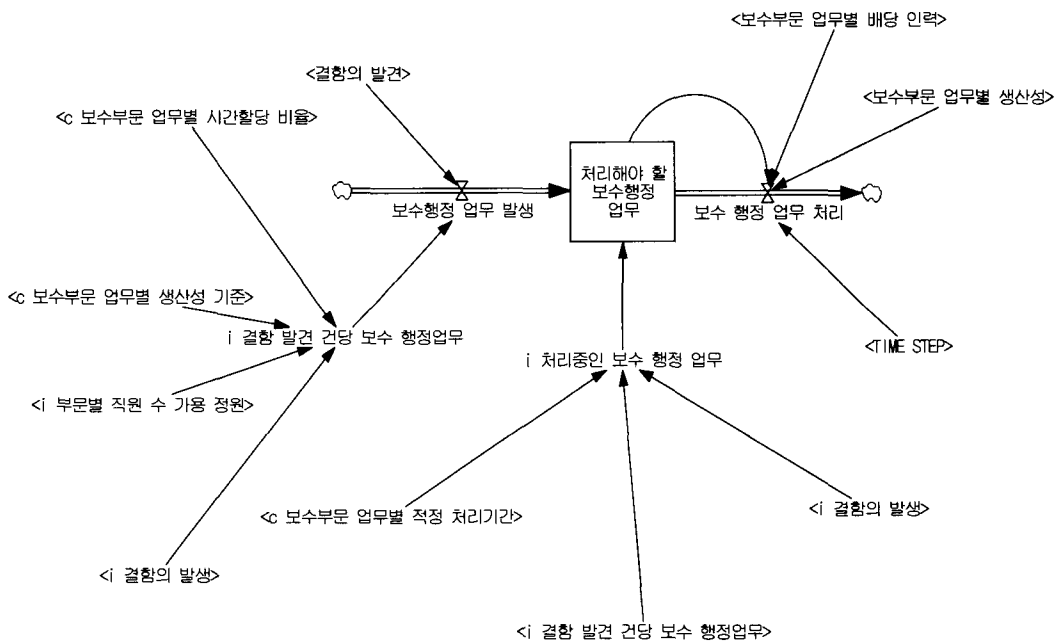 <보수부문 업무별 배당 인력>
<결함의 발견>
<보수부문 업무별 생산성>
<c 보수부문 업무별 시간할당 비율>
처리해야 할
보수행정
업무
보수행정 업무 발생
보수 행정 업무 처리
<c 보수부문 업무별 생산성 기준>
i 결함 발견 건당 보수 행정업무
<TIME STEP>
i 처리중인 보수 행정 업무
<i 부문별 직원 수 가용 정원>
<c 보수부문 업무별 적정 처리기간>
<i 결함의 발생>
<i 결함의 발생>
<i 결함 발견 건당 보수 행정업무>